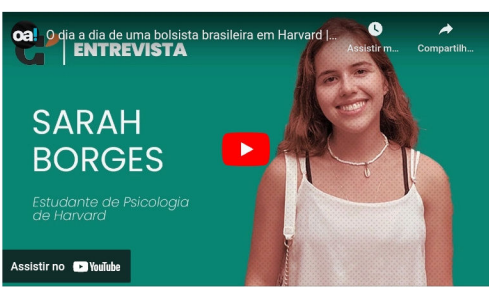 oa! O dia a dia de uma bolsista brasileira em Harvard |...
Assistir m...
Compartilh...
ENTREVISTA
SARAH
BORGES
Estudante de Psicologia
de Harvard
Assistir no YouTube